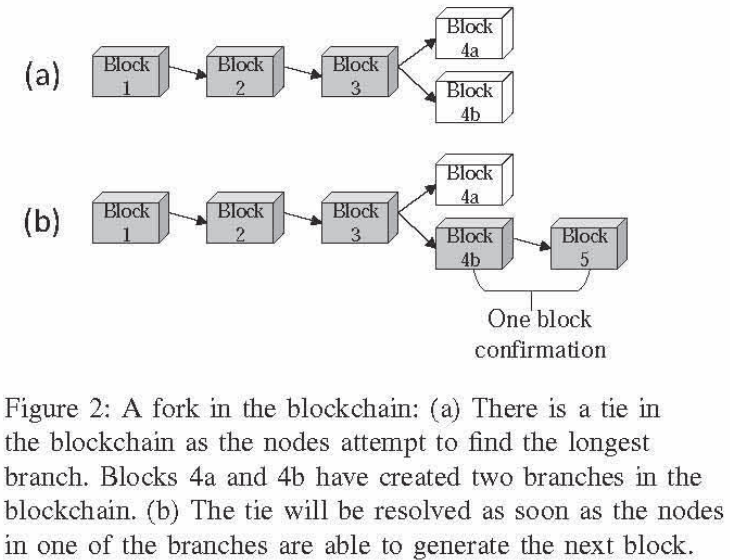 Block
4a
(a)
Block
1
Block
2
Block
3
Block
4b
Block
4a
(b)
Block
1
Block
2
Block
3
Block
4b
Block
5
One block
confirmation
Figure 2: A fork in the blockchain: (a) There is a tie in
the blockchain as the nodes attempt to find the longest
branch. Blocks 4a and 4b have created two branches in the
blockchain. (b) The tie will be resolved as soon as the nodes
in one of the branches are able to generate the next block.